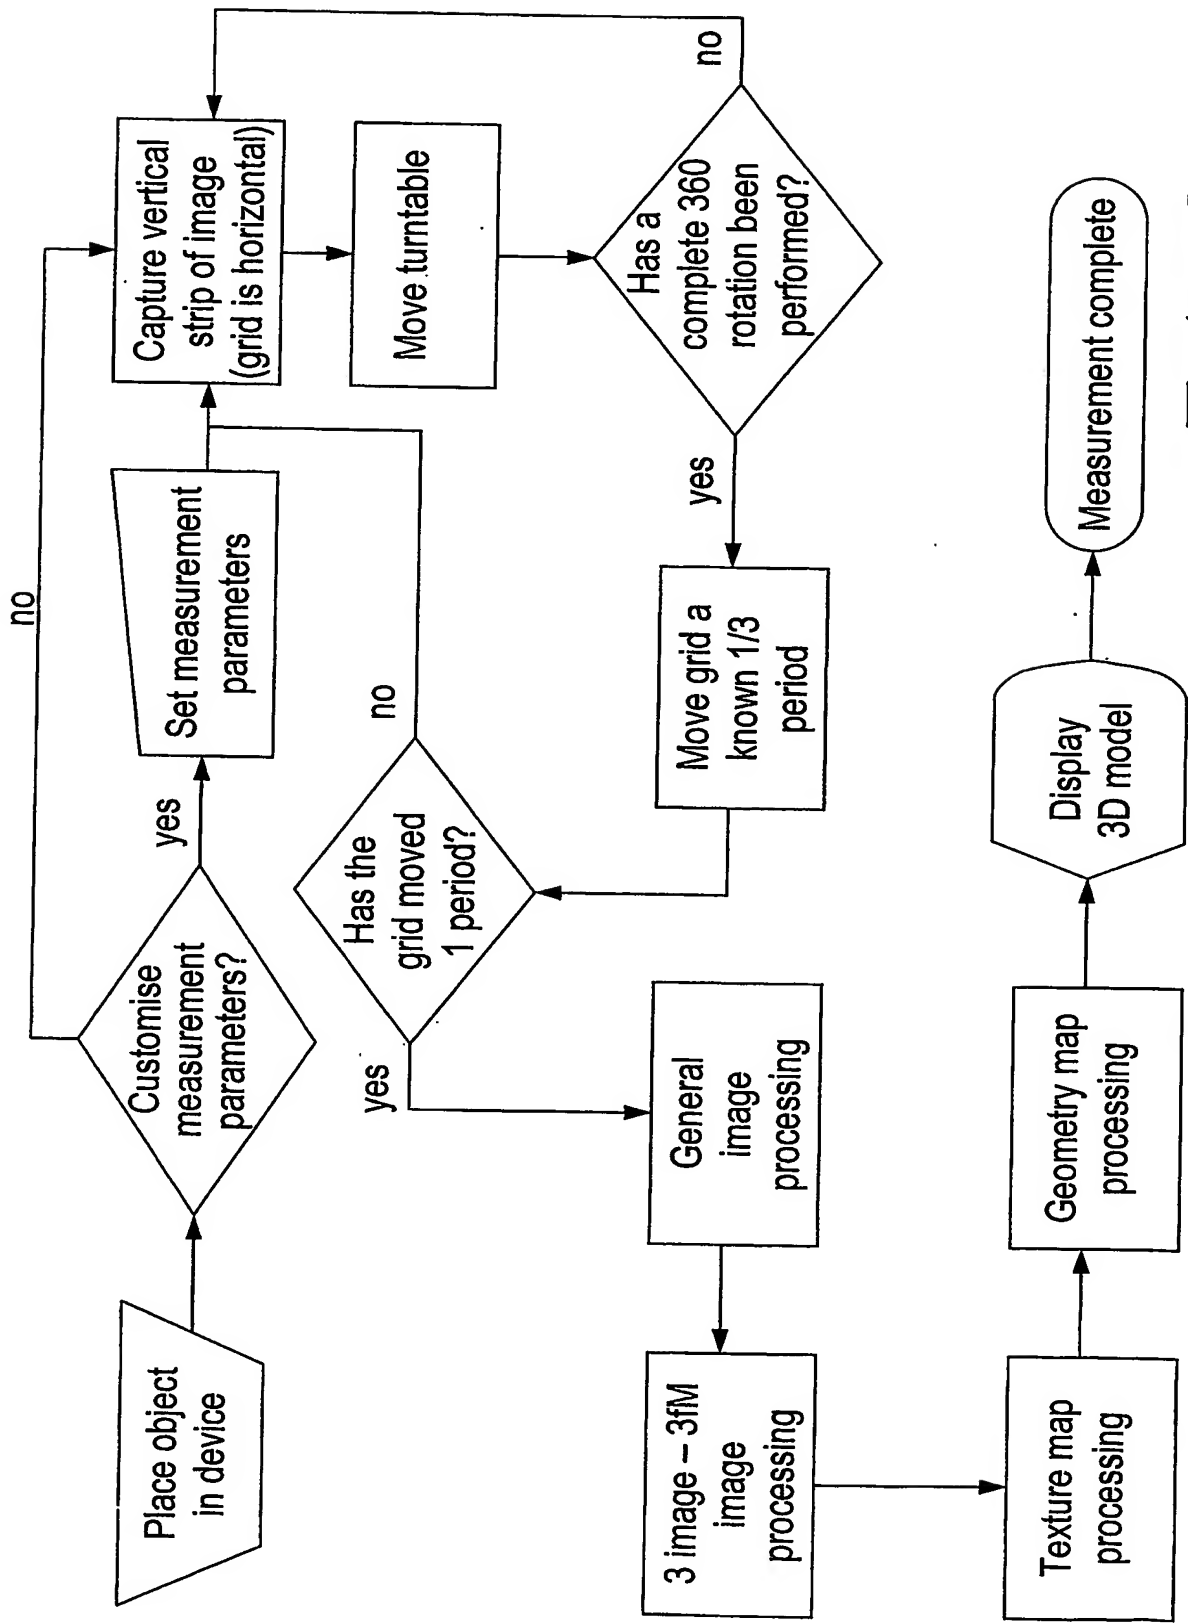 Place object
in device
Customise
measurement
parameters?
no
yes
Set measurement
parameters
Capture vertical
strip of image
(grid is horizontal)
Move turntable
Has a
complete 360
rotation been
performed?
no
yes
Move grid a
known 1/3
period
Has the
grid moved
1 period?
no
yes
General
image
processing
3 image – 3fM
image
processing
Texture map
processing
Geometry map
processing
Display
3D model
Measurement complete